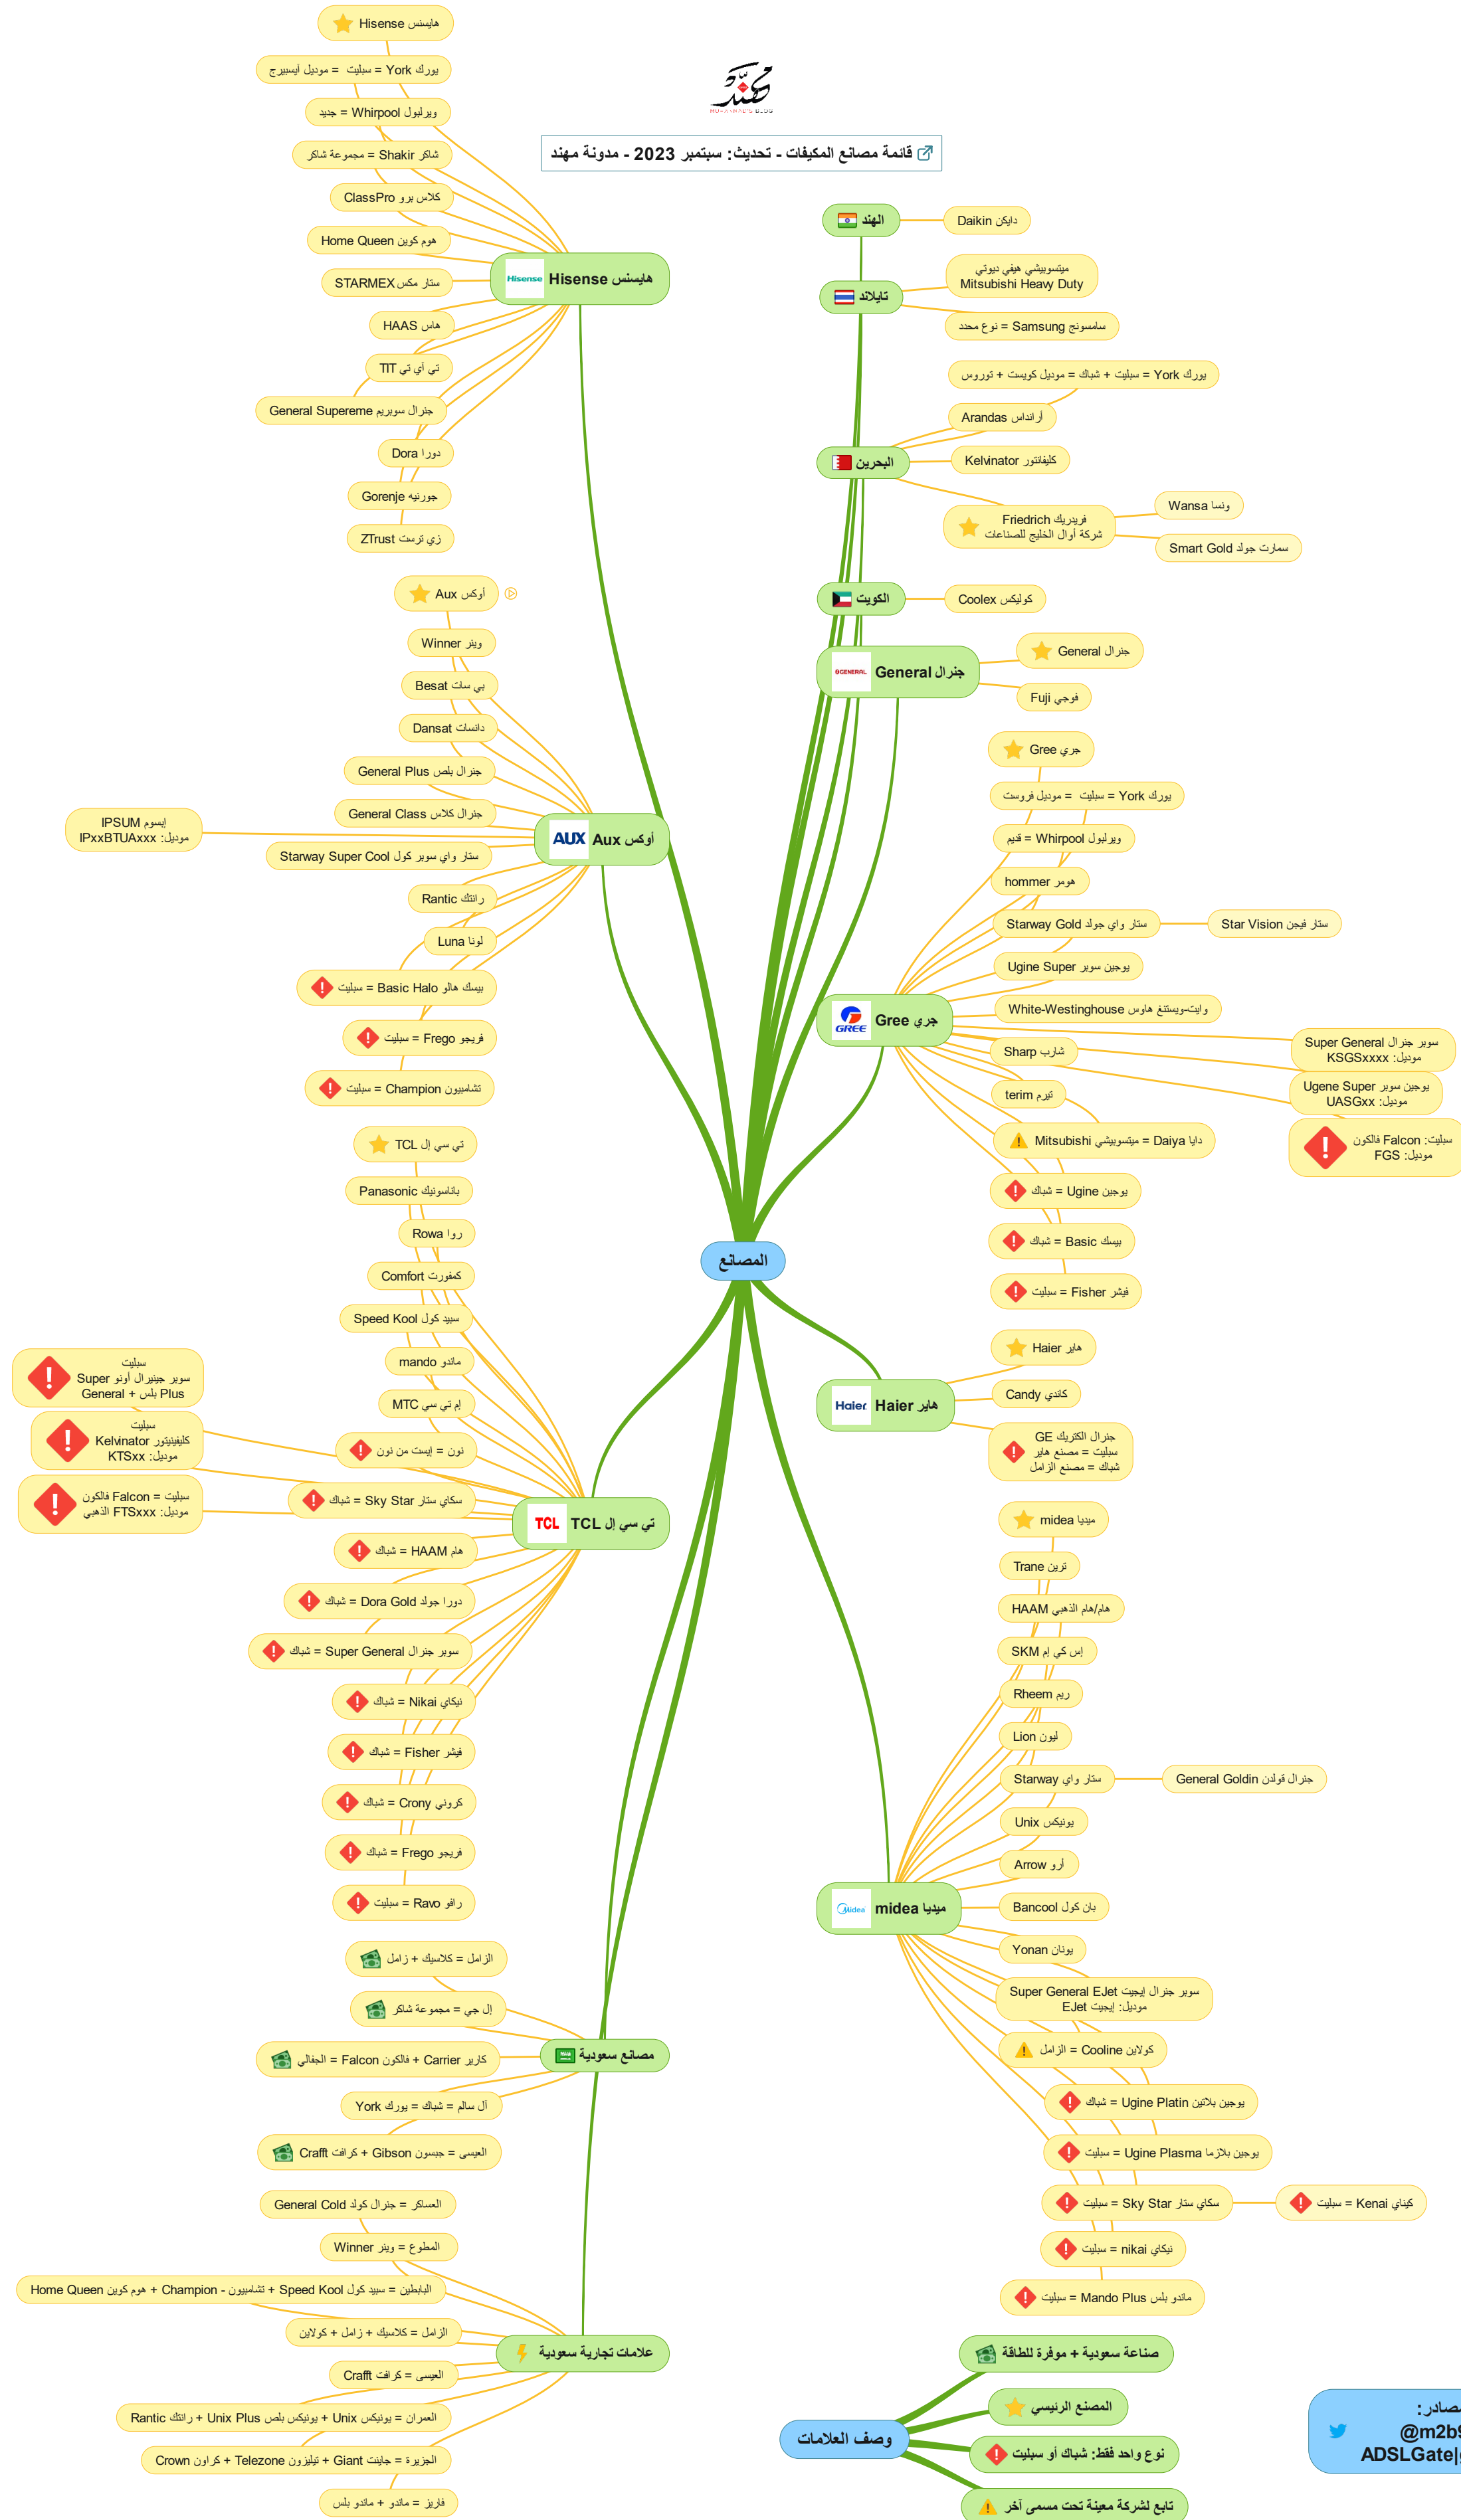 مهند
MUHANNAD'S BLOG
قائمة مصانع المكيفات - تحديث: سبتمبر 2023 - مدونة مهند
المصانع
الهند
دايكن Daikin
تايلاند
ميتسوبيشي هيفي ديوتي
Mitsubishi Heavy Duty
سامسونج Samsung = نوع محدد
البحرين
يورك York = سبليت + شباك = موديل كويست + توروس
أرانداس Arandas
كليفانتور Kelvinator
فريدريك Friedrich
شركة أوال الخليج للصناعات
ونسا Wansa
سمارت جولد Smart Gold
الكويت
كوليكس Coolex
جنرال General
GENERAL
جنرال General
فوجي Fuji
جري Gree
GREE
جري Gree
يورك York = سبليت = موديل فروست
ويرلبول Whirpool = قديم
هومر hommer
ستار واي جولد Starway Gold
ستار فيجن Star Vision
يوجين سوبر Ugine Super
وايت-ويستنغ هاوس White-Westinghouse
سوبر جنرال Super General
موديل: KSGSxxxx
شارب Sharp
يوجين سوبر Ugene Super
موديل: UASGxx
تيرم terim
سبليت: Falcon فالكون
موديل: FGS
دايا Daiya = ميتسوبيشي Mitsubishi
يوجين Ugine = شباك
بيسك Basic = شباك
فيشر Fisher = سبليت
هاير Haier
Haier
هاير Haier
كاندي Candy
جنرال الكتريك GE
سبليت = مصنع هاير
شباك = مصنع الزامل
ميديا midea
Midea
ميديا midea
ترين Trane
هام/هام الذهبي HAAM
إس كي إم SKM
ريم Rheem
ليون Lion
ستار واي Starway
جنرال قولدن General Goldin
يونيكس Unix
أرو Arrow
بان كول Bancool
يونان Yonan
سوبر جنرال إيجيت Super General EJet
موديل: إيجيت EJet
كولاين Cooline = الزامل
يوجين بلاتين Ugine Platin = شباك
يوجين بلازما Ugine Plasma = سبليت
سكاي ستار Sky Star = سبليت
كيناي Kenai = سبليت
نيكاي nikai = سبليت
ماندو بلس Mando Plus = سبليت
هايسنس Hisense
Hisense
هايسنس Hisense
يورك York = سبليت = موديل آيسبيرج
ويرلبول Whirpool = جديد
شاكر Shakir = مجموعة شاكر
كلاس برو ClassPro
هوم كوين Home Queen
ستار مكس STARMEX
هاس HAAS
تي آي تي TIT
جنرال سوبريم General Supereme
دورا Dora
جورنيه Gorenje
زي ترست ZTrust
أوكس Aux
AUX
أوكس Aux
وينر Winner
بي سات Besat
دانسات Dansat
جنرال بلص General Plus
جنرال كلاس General Class
إبسوم IPSUM
موديل: IPxxBTUAxxx
ستار واي سوبر كول Starway Super Cool
رانتك Rantic
لونا Luna
بيسك هالو Basic Halo = سبليت
فريجو Frego = سبليت
تشامبيون Champion = سبليت
تي سي إل TCL
TCL
تي سي إل TCL
باناسونيك Panasonic
روا Rowa
كمفورت Comfort
سبيد كول Speed Kool
ماندو mando
إم تي سي MTC
سبليت
سوبر جينيرال أونو Super
General + بلس Plus
سبليت
كليفينيتور Kelvinator
موديل: KTSxx
سبليت = Falcon فالكون
موديل: FTSxxx الذهبي
نون = إيست من نون
سكاي ستار Sky Star = شباك
هام HAAM = شباك
دورا جولد Dora Gold = شباك
سوبر جنرال Super General = شباك
نيكاي Nikai = شباك
فيشر Fisher = شباك
كروني Crony = شباك
فريجو Frego = شباك
رافو Ravo = سبليت
مصانع سعودية
الزامل = كلاسيك + زامل
إل جي = مجموعة شاكر
كارير Carrier + فالكون Falcon = الجفالي
آل سالم = شباك = يورك York
العيسى = جبسون Gibson + كرافت Crafft
علامات تجارية سعودية
العساكر = جنرال كولد General Cold
المطوع = وينر Winner
البابطين = سبيد كول Speed Kool + تشامبيون - Champion + هوم كوين Home Queen
الزامل = كلاسيك + زامل + كولاين
العيسى = كرافت Crafft
العمران = يونيكس Unix + يونيكس بلص Unix Plus + رانتك Rantic
الجزيرة = جاينت Giant + تيليزون Telezone + كراون Crown
فاريز = ماندو + ماندو بلس
وصف العلامات
صناعة سعودية + موفرة للطاقة
المصنع الرئيسي
نوع واحد فقط: شباك أو سبليت
تابع لشركة معينة تحت مسمى آخر
@m2b9
ADSLGate